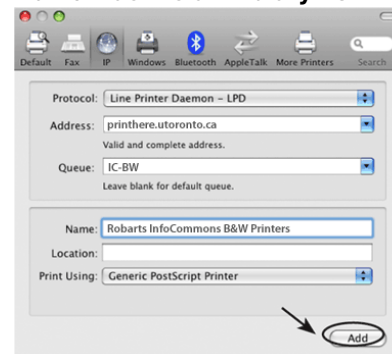 Default Fax IP Windows Bluetooth AppleTalk More Printers Search
Protocol: Line Printer Daemon - LPD
Address: printhere.utoronto.ca
Valid and complete address.
Queue: IC-BW
Leave blank for default queue.
Name: Robarts InfoCommons B&W Printers
Location:
Print Using: Generic PostScript Printer
Add